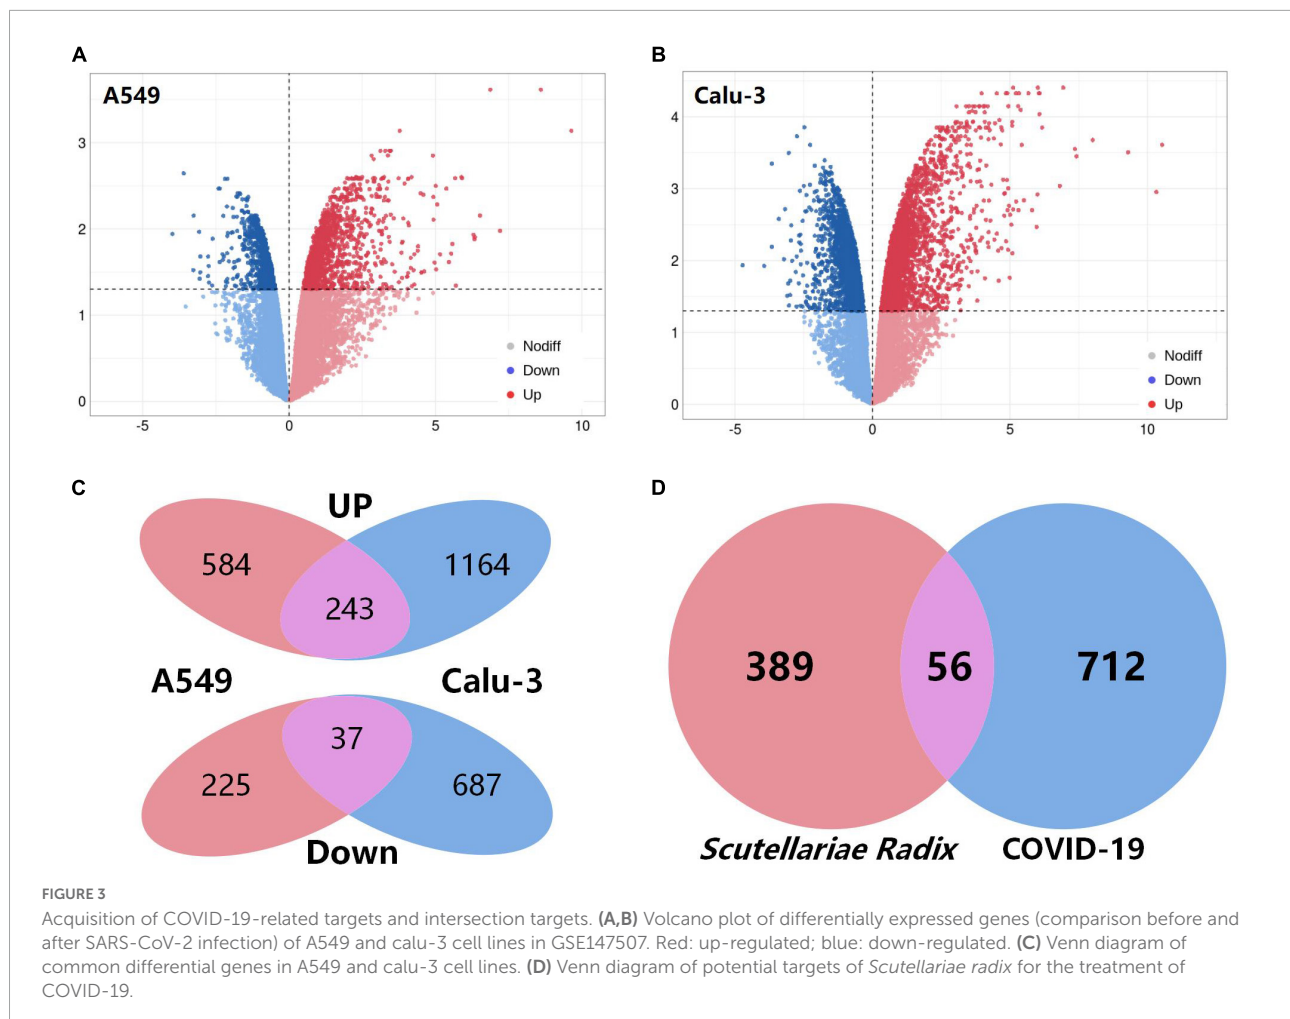 A
A549
3
2
1
0
-5
0
5
10
Nodiff
Down
Up
B
Calu-3
4
3
2
1
0
-5
0
5
10
Nodiff
Down
Up
C
UP
584
1164
243
A549
Calu-3
37
225
687
Down
D
389
56
712
Scutellariae Radix
COVID-19
FIGURE 3
Acquisition of COVID-19-related targets and intersection targets. (A,B) Volcano plot of differentially expressed genes (comparison before and
after SARS-CoV-2 infection) of A549 and calu-3 cell lines in GSE147507. Red: up-regulated; blue: down-regulated. (C) Venn diagram of
common differential genes in A549 and calu-3 cell lines. (D) Venn diagram of potential targets of Scutellariae radix for the treatment of
COVID-19.